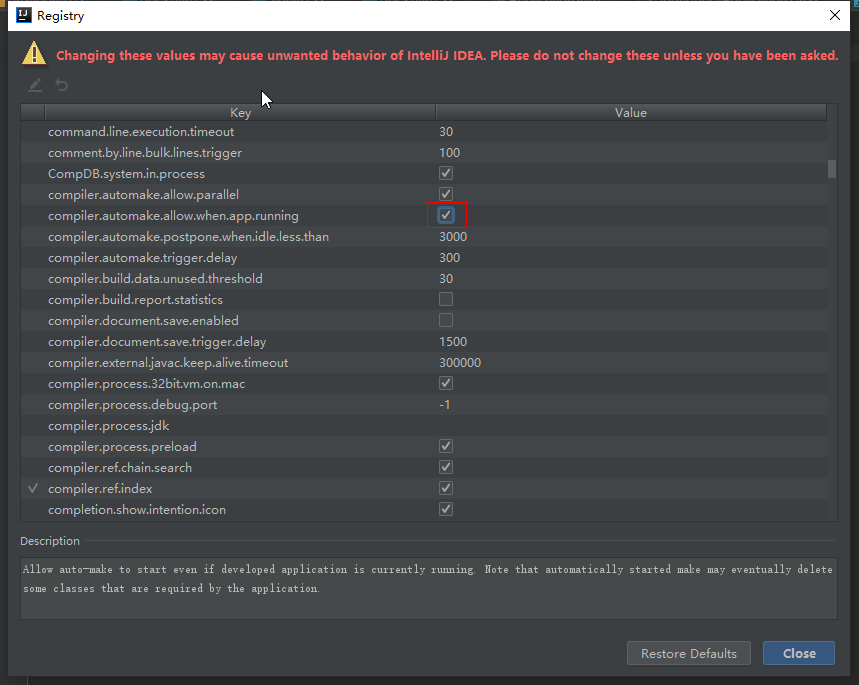 Registry
Changing these values may cause unwanted behavior of IntelliJ IDEA. Please do not change these unless you have been asked.
Key Value
command.line.execution.timeout 30
comment.by.line.bulk.lines.trigger 100
CompDB.system.in.process
compiler.automake.allow.parallel
compiler.automake.allow.when.app.running
compiler.automake.postpone.when.idle.less.than 3000
compiler.automake.trigger.delay 300
compiler.build.data.unused.threshold 30
compiler.build.report.statistics
compiler.document.save.enabled
compiler.document.save.trigger.delay 1500
compiler.external.javac.keep.alive.timeout 300000
compiler.process.32bit.vm.on.mac
compiler.process.debug.port -1
compiler.process.jdk
compiler.process.preload
compiler.ref.chain.search
compiler.ref.index
completion.show.intention.icon
Description
Allow auto-make to start even if developed application is currently running. Note that automatically started make may eventually delete
some classes that are required by the application.
Restore Defaults Close